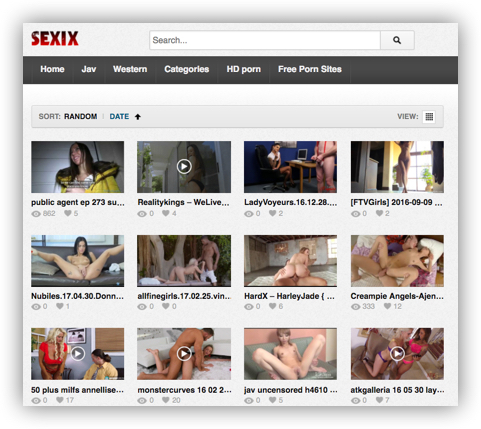 SEXIX
Search...
Home Jav Western Categories HD porn Free Porn Sites
SORT: RANDOM DATE VIEW:
public agent ep 273 su... Realitykings – WeLive... LadyVoyeurs.16.12.28.... [FTVGirls] 2016-09-09 ...
862 5 0 4 0 2 0 2
Nubiles.17.04.30.Donn... allfinegirls.17.02.25.vin... HardX – HarleyJade { ... Creampie Angels-Ajen...
0 1 0 0 0 6 333 12
50 plus milfs annellise... monstercurves 16 02 2... jav uncensored h4610 ... atkgalleria 16 05 30 lay...
0 17 0 20 0 5 0 7